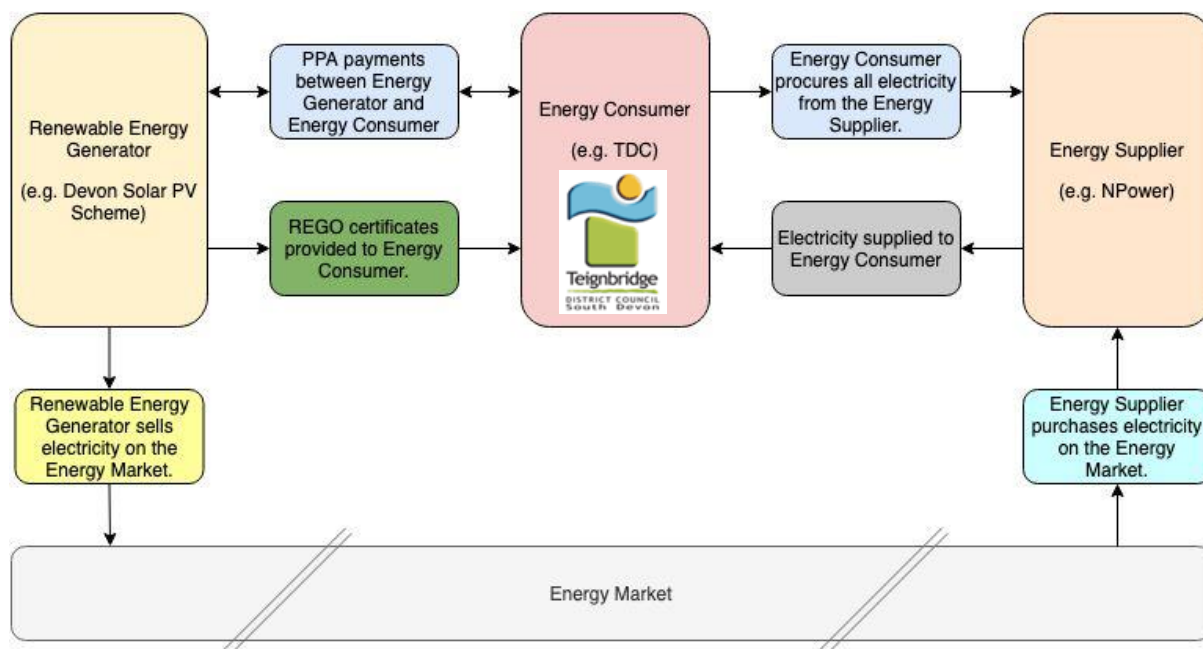 Renewable Energy
Generator
(e.g. Devon Solar PV
Scheme)
PPA payments
between Energy
Generator and
Energy Consumer
REGO certificates
provided to Energy
Consumer.
Energy Consumer
(e.g. TDC)
Teignbridge
DISTRICT COUNCIL
South Devon
Energy Consumer
procures all electricity
from the Energy
Supplier.
Electricity supplied to
Energy Consumer
Energy Supplier
(e.g. NPower)
Renewable Energy
Generator sells
electricity on the
Energy Market.
Energy Supplier
purchases electricity
on the Energy
Market.
Energy Market